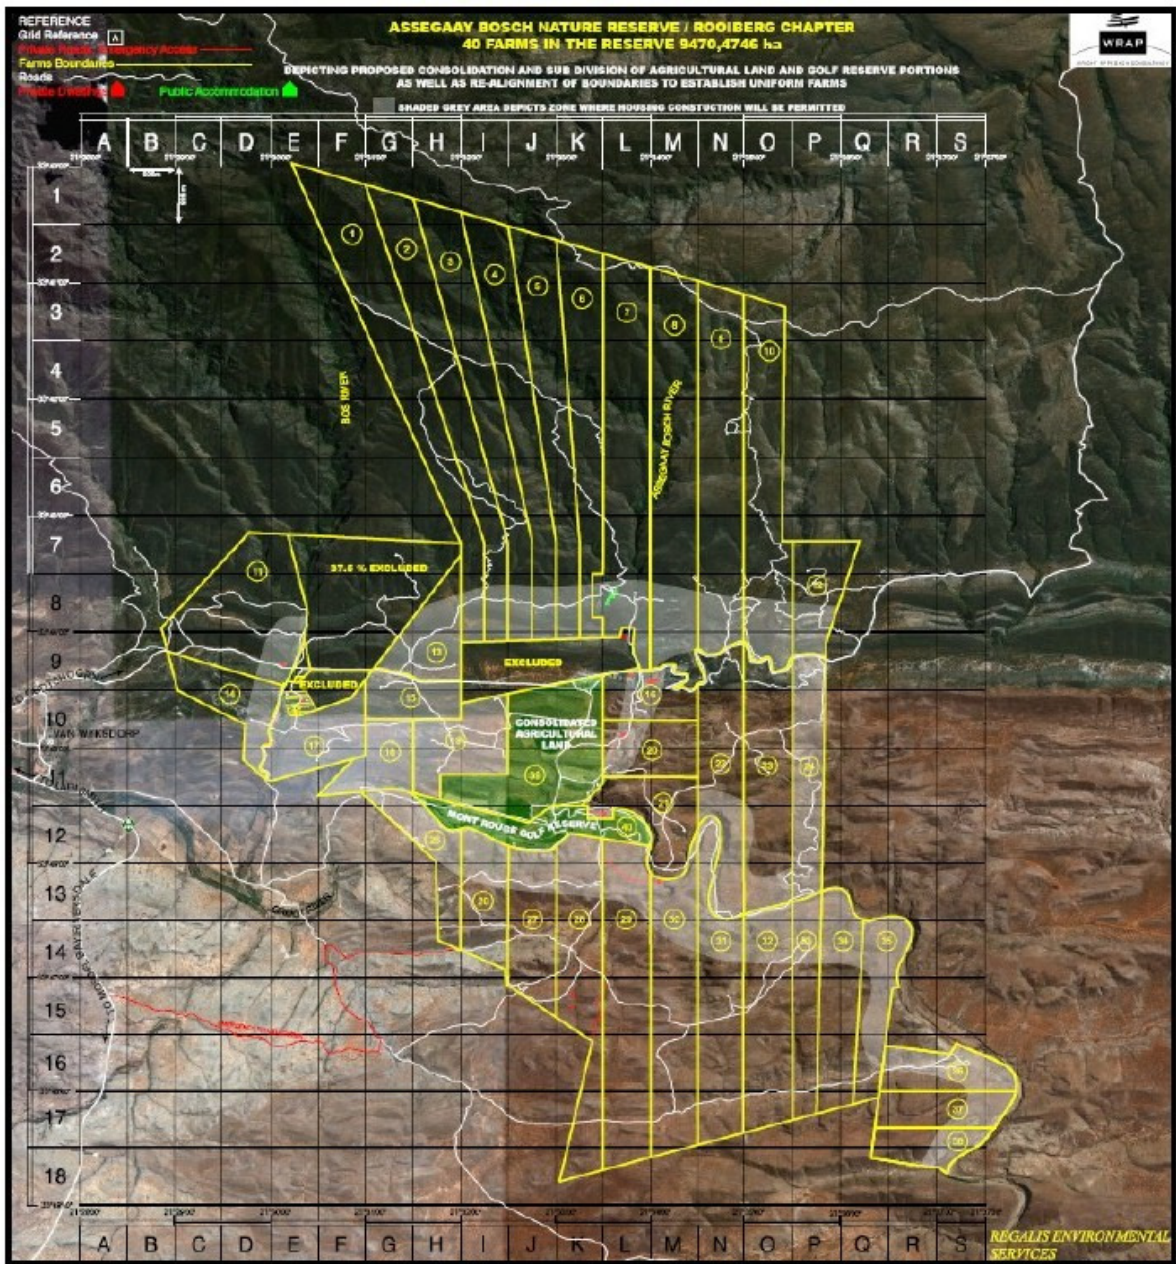 REFERENCE
Grid Reference A
Private Roads: Emergency Access
Farms Boundaries
Roads
Private Dwellings
Public Accommodation
ASSEGAAY BOSCH NATURE RESERVE / ROOIBERG CHAPTER
40 FARMS IN THE RESERVE 9470,4746 ha
DEPICTING PROPOSED CONSOLIDATION AND SUB DIVISION OF AGRICULTURAL LAND AND GOLF RESERVE PORTIONS
AS WELL AS RE-ALIGNMENT OF BOUNDARIES TO ESTABLISH UNIFORM FARMS
SHADED GREY AREA DEPICTS ZONE WHERE HOUSING CONSTUCTION WILL BE PERMITTED
WRAP
A B C D E F G H I J K L M N O P Q R S
1
2
3
4
5
6
7
8
9
10
11
12
13
14
15
16
17
18
1
2
3
4
5
6
7
8
9
10
BOS RIVER
ASSEGAAY BOSCH RIVER
11
37.5 % EXCLUDED
12
13
EXCLUDED
EXCLUDED
14
15
16
17
18
19
CONSOLIDATED
AGRICULTURAL
LAND
39
20
21
22
23
24
VAN WYKSDORP
MONT ROUGE GOLF RESERVE
40
25
26
27
28
29
30
31
32
33
34
35
36
37
38
A B C D E F G H I J K L M N O P Q R S
REGALIS ENVIRONMENTAL
SERVICES